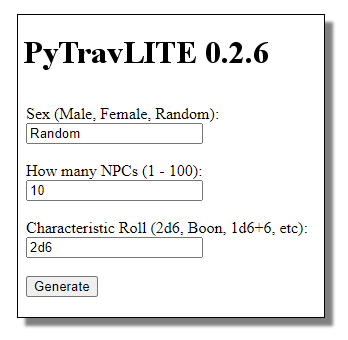 PyTravLITE 0.2.6
Sex (Male, Female, Random):
Random
How many NPCs (1 - 100):
10
Characteristic Roll (2d6, Boon, 1d6+6, etc):
2d6
Generate